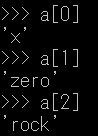 >>> a[0]
'x'
>>> a[1]
'zero'
>>> a[2]
'rock'